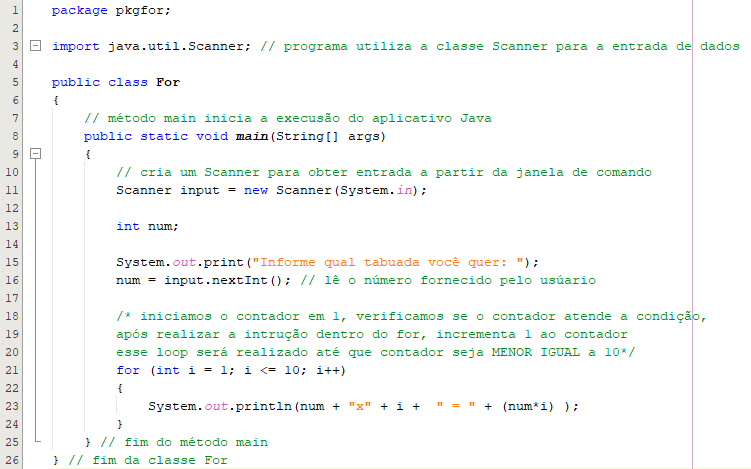 1 package pkgfor;
2
3 import java.util.Scanner; // programa utiliza a classe Scanner para a entrada de dados
4
5 public class For
6 {
7 // método main inicia a execusão do aplicativo Java
8 public static void main(String[] args)
9 {
10 // cria um Scanner para obter entrada a partir da janela de comando
11 Scanner input = new Scanner(System.in);
12
13 int num;
14
15 System.out.print("Informe qual tabuada você quer: ");
16 num = input.nextInt(); // lê o número fornecido pelo usúario
17
18 /* iniciamos o contador em 1, verificamos se o contador atende a condição,
19 após realizar a intrução dentro do for, incrementa 1 ao contador
20 esse loop será realizado até que contador seja MENOR IGUAL a 10*/
21 for (int i = 1; i <= 10; i++)
22 {
23 System.out.println(num + "x" + i + " = " + (num*i) );
24 }
25 } // fim do método main
26 } // fim da classe For